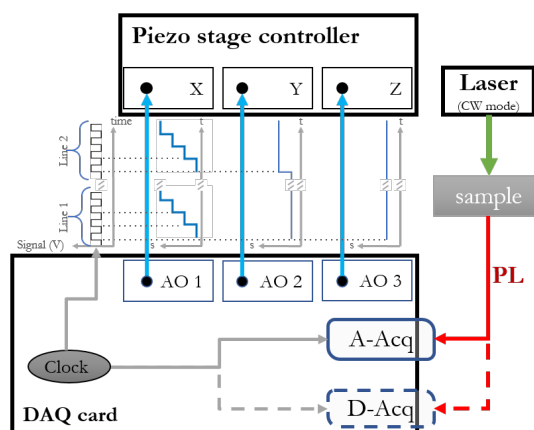 Piezo stage controller
X
Y
Z
Laser
(CW mode)
time
t
t
t
Line 2
Line 1
sample
Signal (V)
s
s
s
PL
AO 1
AO 2
AO 3
A-Acq
Clock
D-Acq
DAQ card